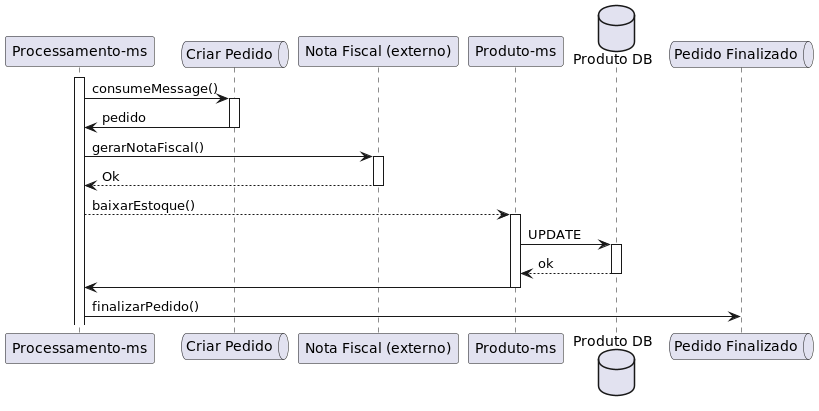 Processamento-ms
Criar Pedido
Nota Fiscal (externo)
Produto-ms
Produto DB
Pedido Finalizado
consumeMessage()
pedido
gerarNotaFiscal()
Ok
baixarEstoque()
UPDATE
ok
finalizarPedido()
Processamento-ms
Criar Pedido
Nota Fiscal (externo)
Produto-ms
Produto DB
Pedido Finalizado